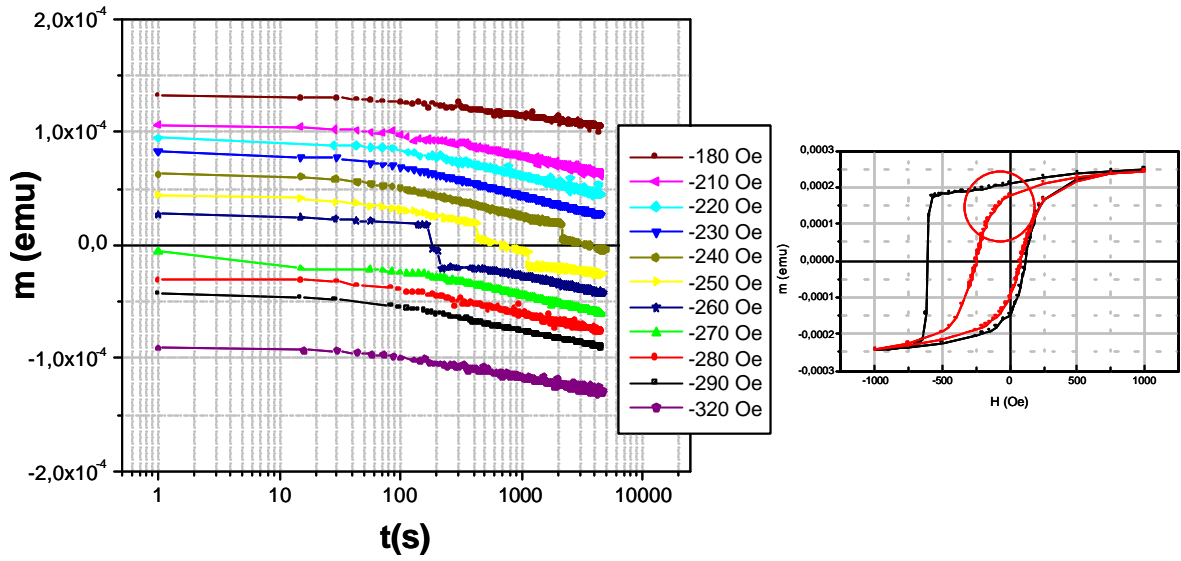 2,0x10-4
1,0x10-4
0,0
-1,0x10-4
-2,0x10-4
m (emu)
1
10
100
1000
10000
t(s)
-180 Oe
-210 Oe
-220 Oe
-230 Oe
-240 Oe
-250 Oe
-260 Oe
-270 Oe
-280 Oe
-290 Oe
-320 Oe
0,0003
0,0002
0,0001
0,0000
-0,0001
-0,0002
-0,0003
m (emu)
-1000
-500
0
500
1000
H (Oe)